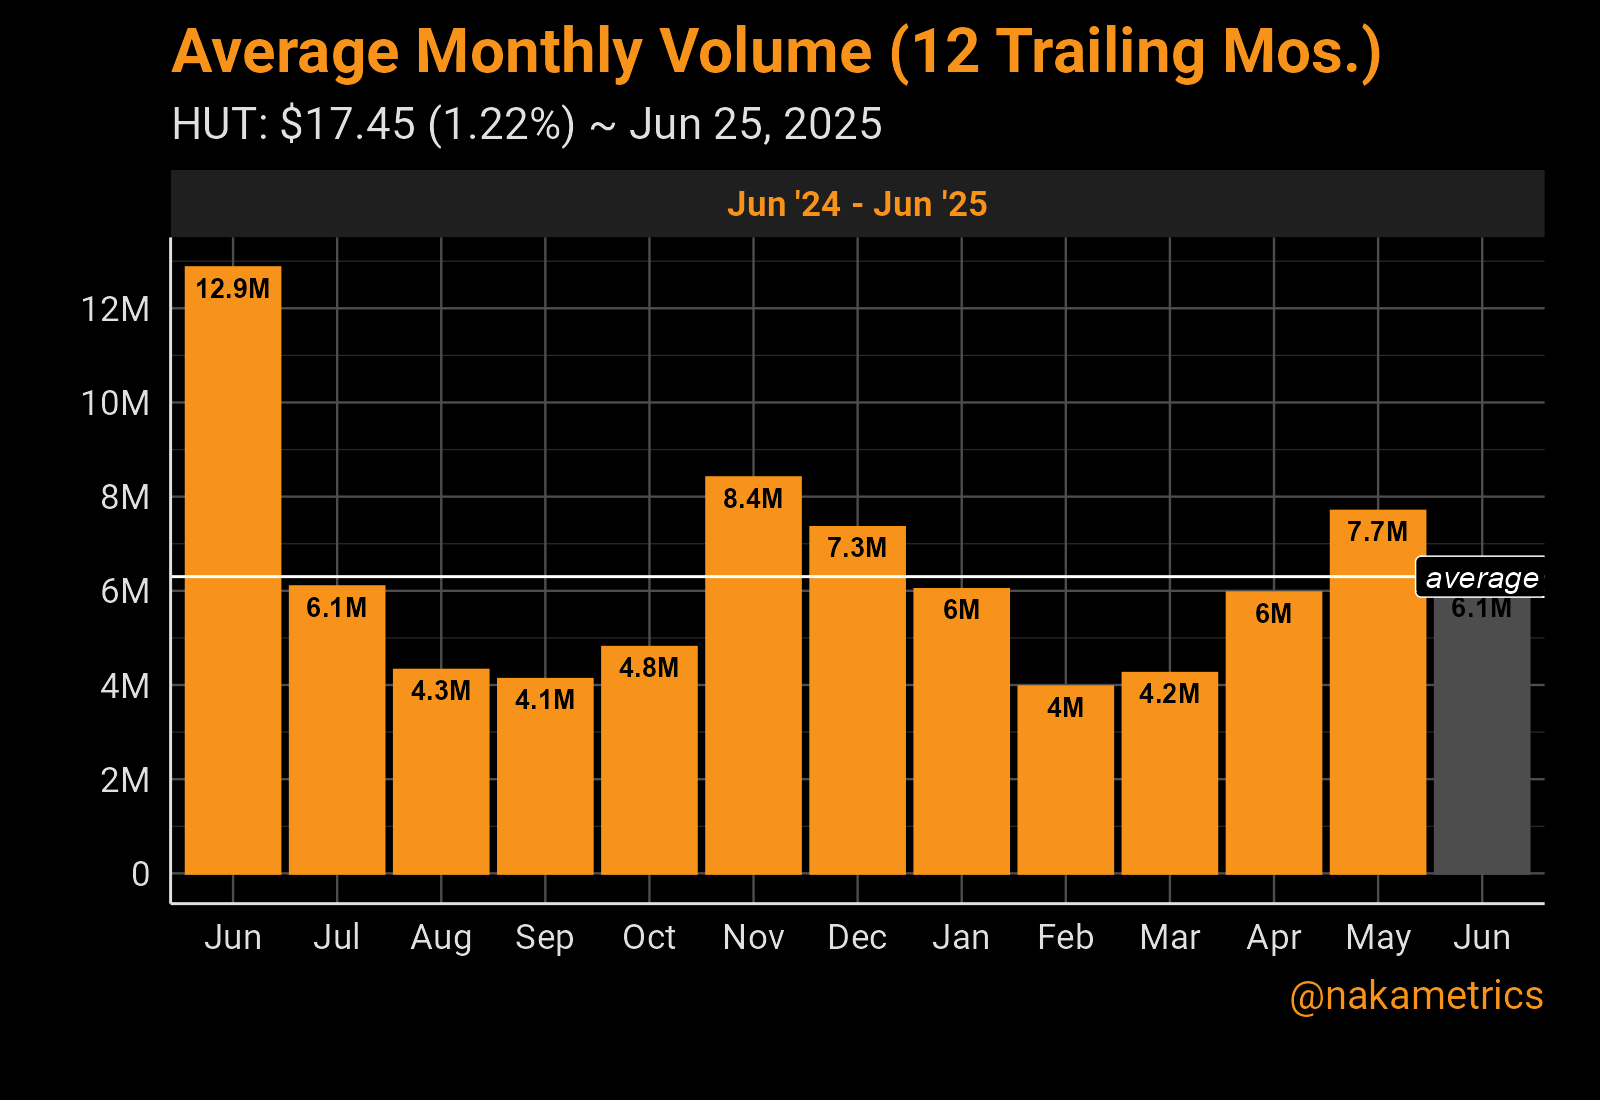 Average Monthly Volume (12 Trailing Mos.)
HUT: $17.45 (1.22%) ~ Jun 25, 2025
Jun '24 - Jun '25
12M
10M
8M
6M
4M
2M
0
12.9M
6.1M
4.3M
4.1M
4.8M
8.4M
7.3M
6M
4M
4.2M
6M
7.7M
6.1M
average
Jun Jul Aug Sep Oct Nov Dec Jan Feb Mar Apr May Jun
@nakametrics